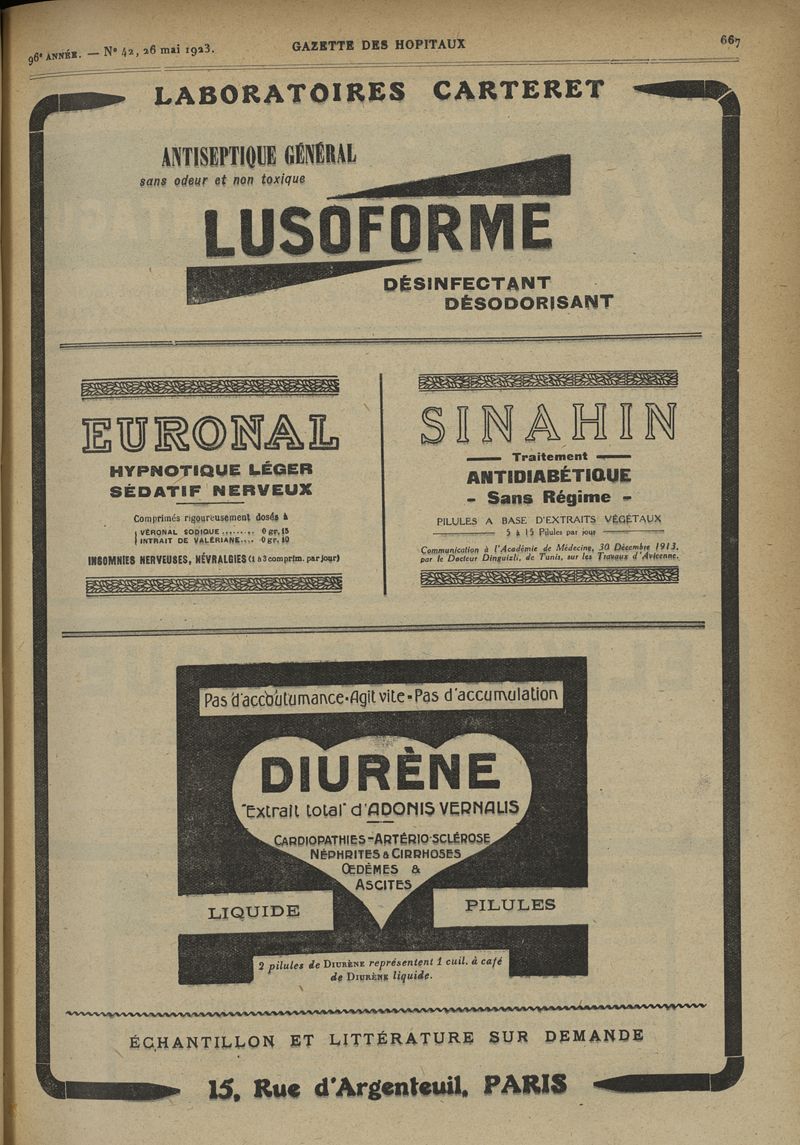 96e ANNÉE. — No 42, 26 mai 1923.
GAZETTE DES HOPITAUX
667
LABORATOIRES CARTERET
ANTISEPTIQUE GÉNÉRAL
sans odeur et non toxique
LUSOFORME
DÉSINFECTANT
DÉSODORISANT
EURONAL
HYPNOTIQUE LÉGER
SÉDATIF NERVEUX
Comprimés rigoureusement dosés à
VÉRONAL SODIQUE ......... 0 gr, 15
INTRAIT DE VALÉRIANE.... 0 gr. 10
INSOMNIES NERVEUSES, NÉVRALGIES (1 à 3 comprim. par jour)
SINAHIN
Traitement
ANTIDIABÉTIQUE
- Sans Régime -
PILULES A BASE D'EXTRAITS VÉGÉTAUX
5 à 15 Pilules par jour
Communication à l'Académie de Médecine, 30 Décembre 1913,
par le Docteur Dinguizli, de Tunis, sur les Travaux d'Avicenne.
Pas d'accoutumance-Agit vite-Pas d'accumulation
DIURÈNE
"Extrait total" d'ADONIS VERNALIS
CARDIOPATHIES-ARTÉRIO-SCLÉROSE
NÉPHRITES & CIRRHOSES
ŒDÈMES &
ASCITES
LIQUIDE
PILULES
2 pilules de DIURÈNE représentent 1 cuil. à café
de DIURÈNE liquide.
ÉCHANTILLON ET LITTÉRATURE SUR DEMANDE
15, Rue d'Argenteuil, PARIS